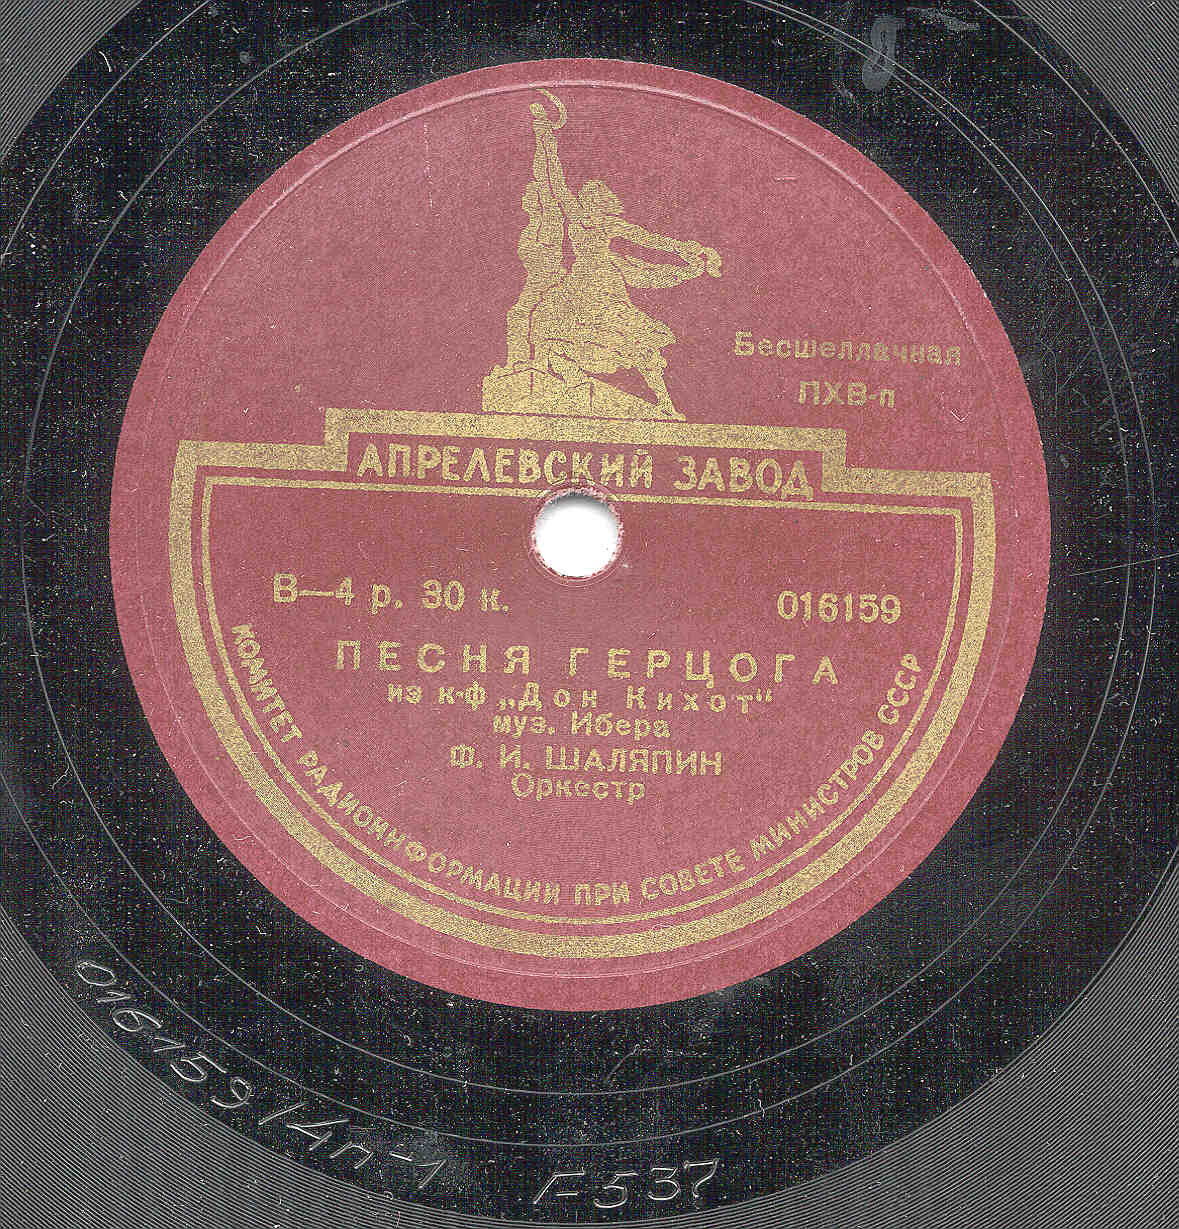 Бесшеллачная
ПХВ-п
АПРЕЛЕВСКИЙ ЗАВОД
В—4 р. 30 к.
016159
ПЕСНЯ ГЕРЦОГА
из к-ф „Дон Кихот“
муз. Ибера
Ф. И. ШАЛЯПИН
Оркестр
КОМИТЕТ РАДИОИНФОРМАЦИИ ПРИ СОВЕТЕ МИНИСТРОВ СССР
016159/4п-1
Г-537